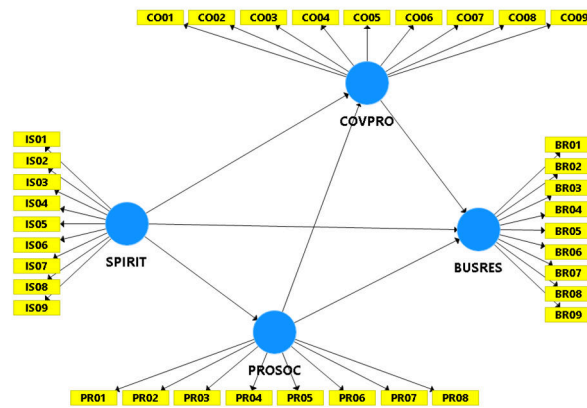 CO01 CO02 CO03 CO04 CO05 CO06 CO07 CO08 CO09
COVPRO
IS01
IS02
IS03
IS04
IS05
IS06
IS07
IS08
IS09
SPIRIT
BR01
BR02
BR03
BR04
BR05
BR06
BR07
BR08
BR09
BUSRES
PROSOC
PR01 PR02 PR03 PR04 PR05 PR06 PR07 PR08